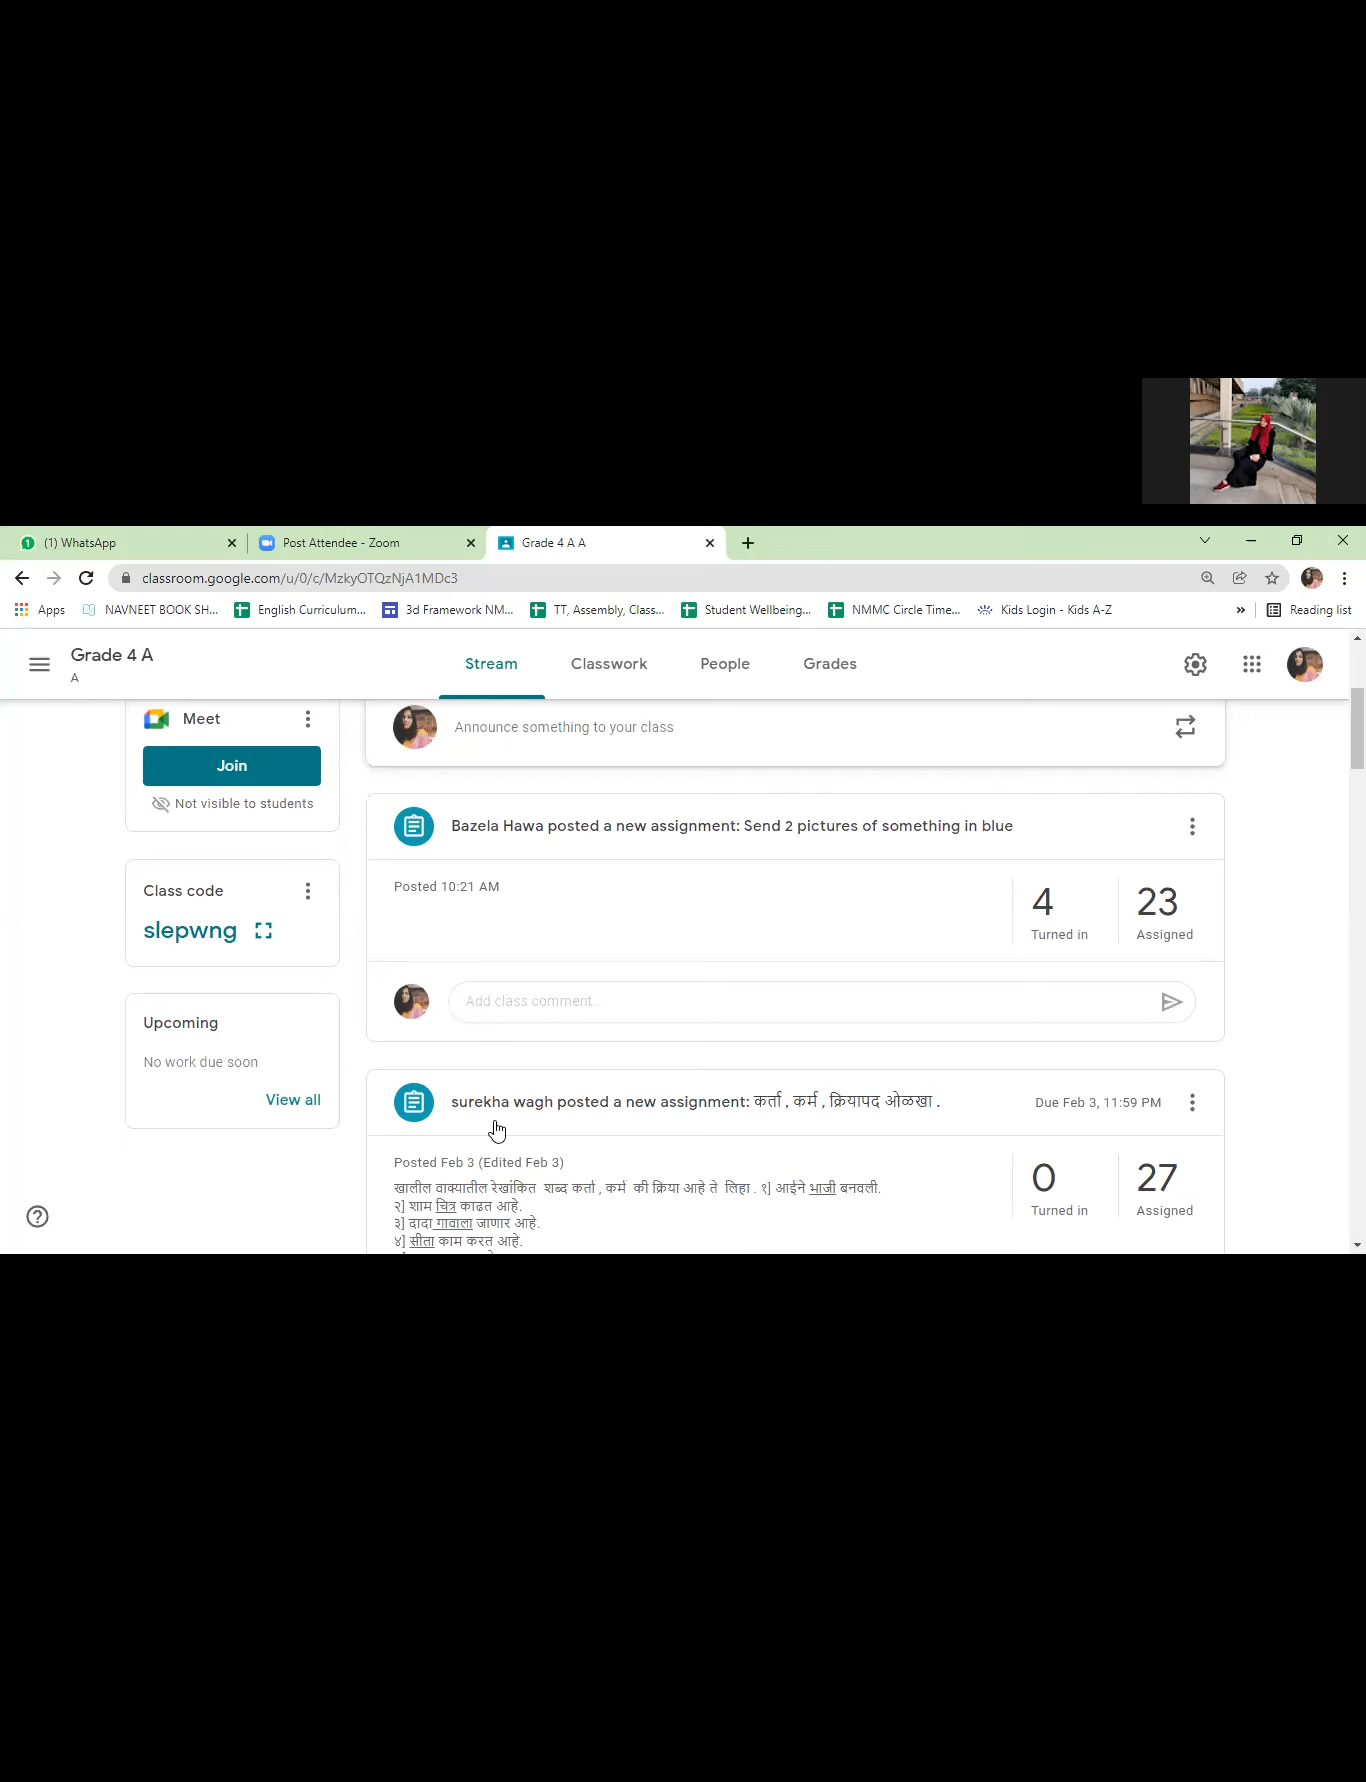 (1) WhatsApp
Post Attendee - Zoom
Grade 4 A A
classroom.google.com/u/0/c/MzkyOTQzNjA1MDc3
Apps
NAVNEET BOOK SH...
English Curriculum...
3d Framework NM...
TT, Assembly, Class...
Student Wellbeing...
NMMC Circle Time...
Kids Login - Kids A-Z
»
Reading list
Grade 4 A
A
Stream
Classwork
People
Grades
Meet
Join
Not visible to students
Class code
slepwng
Upcoming
No work due soon
View all
Announce something to your class
Bazela Hawa posted a new assignment: Send 2 pictures of something in blue
Posted 10:21 AM
4
Turned in
23
Assigned
Add class comment...
surekha wagh posted a new assignment: कर्ता , कर्म , क्रियापद ओळखा .
Due Feb 3, 11:59 PM
Posted Feb 3 (Edited Feb 3)
खालील वाक्यातील रेखांकित शब्द कर्ता , कर्म की क्रिया आहे ते लिहा . १] आईने भाजी बनवली.
२] शाम चित्र काढत आहे.
३] दादा गावाला जाणार आहे.
४] सीता काम करत आहे.
0
Turned in
27
Assigned